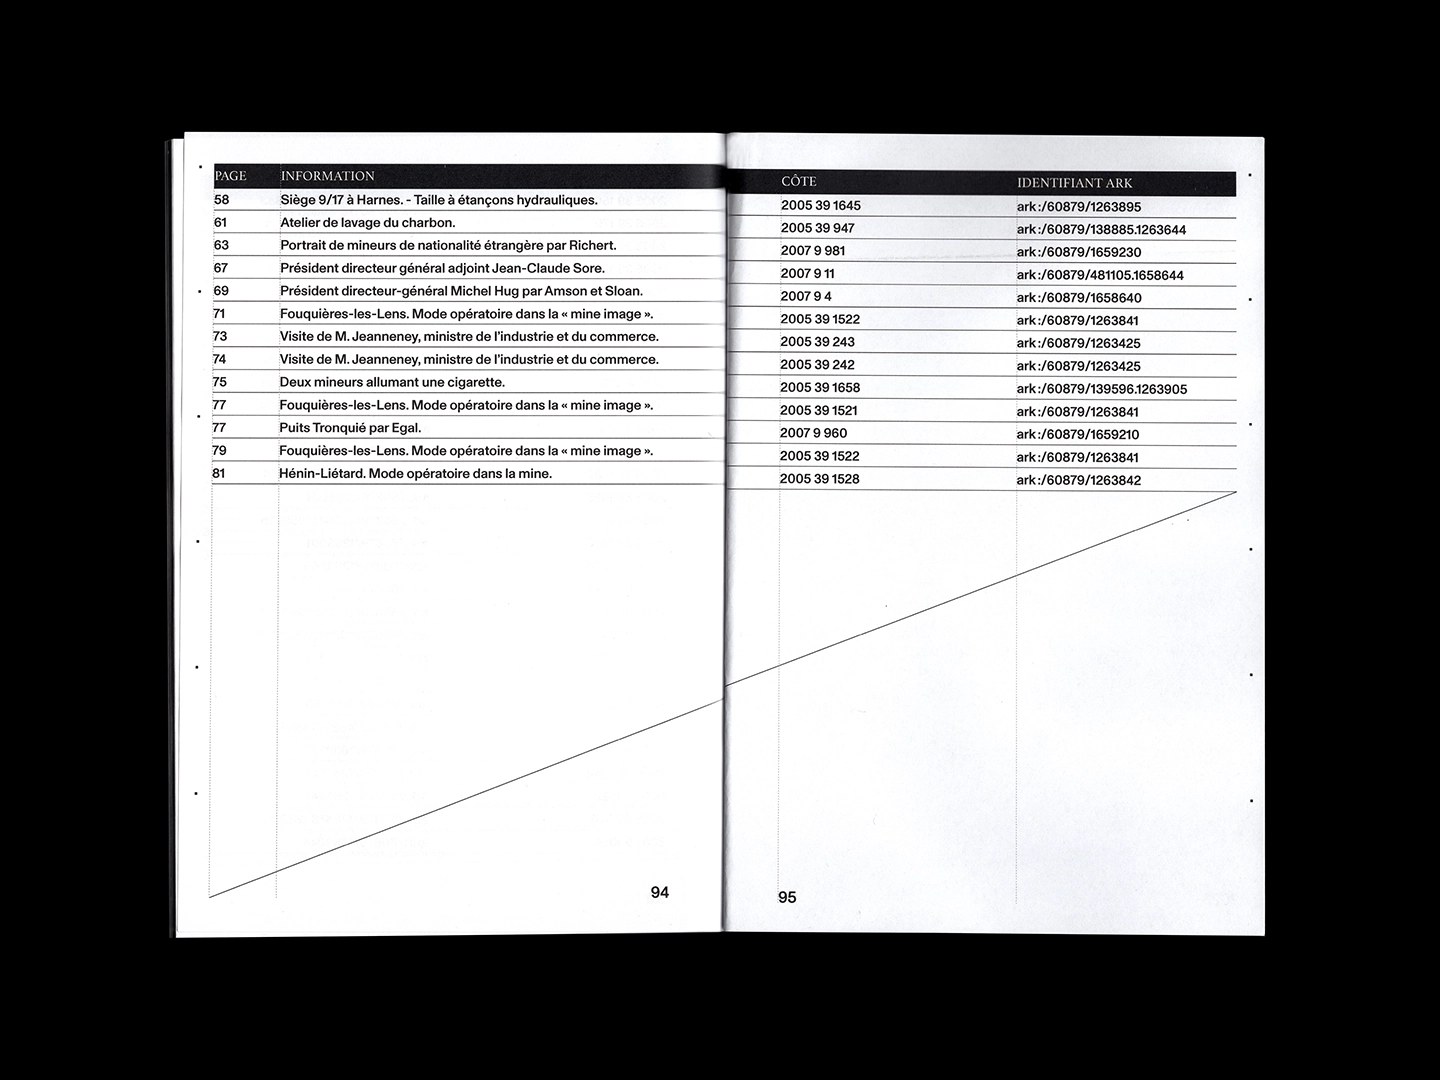 PAGE INFORMATION CÔTE IDENTIFIANT ARK
58 Siège 9/17 à Harnes. - Taille à étançons hydrauliques. 2005 39 1645 ark:/60879/1263895
61 Atelier de lavage du charbon. 2005 39 947 ark:/60879/138885.1263644
63 Portrait de mineurs de nationalité étrangère par Richert. 2007 9 981 ark:/60879/1659230
67 Président directeur général adjoint Jean-Claude Sore. 2007 9 11 ark:/60879/481105.1658644
69 Président directeur-général Michel Hug par Amson et Sloan. 2007 9 4 ark:/60879/1658640
71 Fouquières-les-Lens. Mode opératoire dans la « mine image ». 2005 39 1522 ark:/60879/1263841
73 Visite de M. Jeanneney, ministre de l'industrie et du commerce. 2005 39 243 ark:/60879/1263425
74 Visite de M. Jeanneney, ministre de l'industrie et du commerce. 2005 39 242 ark:/60879/1263425
75 Deux mineurs allumant une cigarette. 2005 39 1658 ark:/60879/139596.1263905
77 Fouquières-les-Lens. Mode opératoire dans la « mine image ». 2005 39 1521 ark:/60879/1263841
77 Puits Tronquié par Egal. 2007 9 960 ark:/60879/1659210
79 Fouquières-les-Lens. Mode opératoire dans la « mine image ». 2005 39 1522 ark:/60879/1263841
81 Hénin-Liétard. Mode opératoire dans la mine. 2005 39 1528 ark:/60879/1263842
94
95